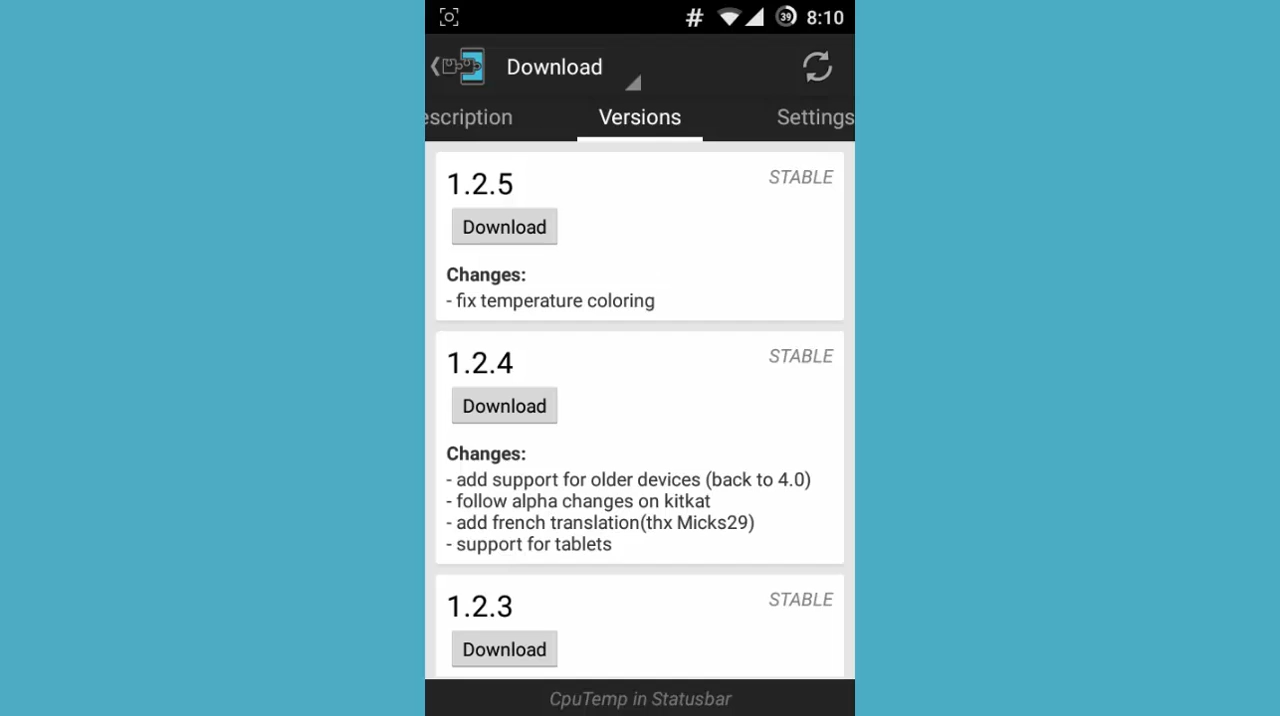 # 39 8:10
Download
escription Versions Settings
1.2.5 STABLE
Download
Changes:
- fix temperature coloring
1.2.4 STABLE
Download
Changes:
- add support for older devices (back to 4.0)
- follow alpha changes on kitkat
- add french translation(thx Micks29)
- support for tablets
1.2.3 STABLE
Download
CpuTemp in Statusbar